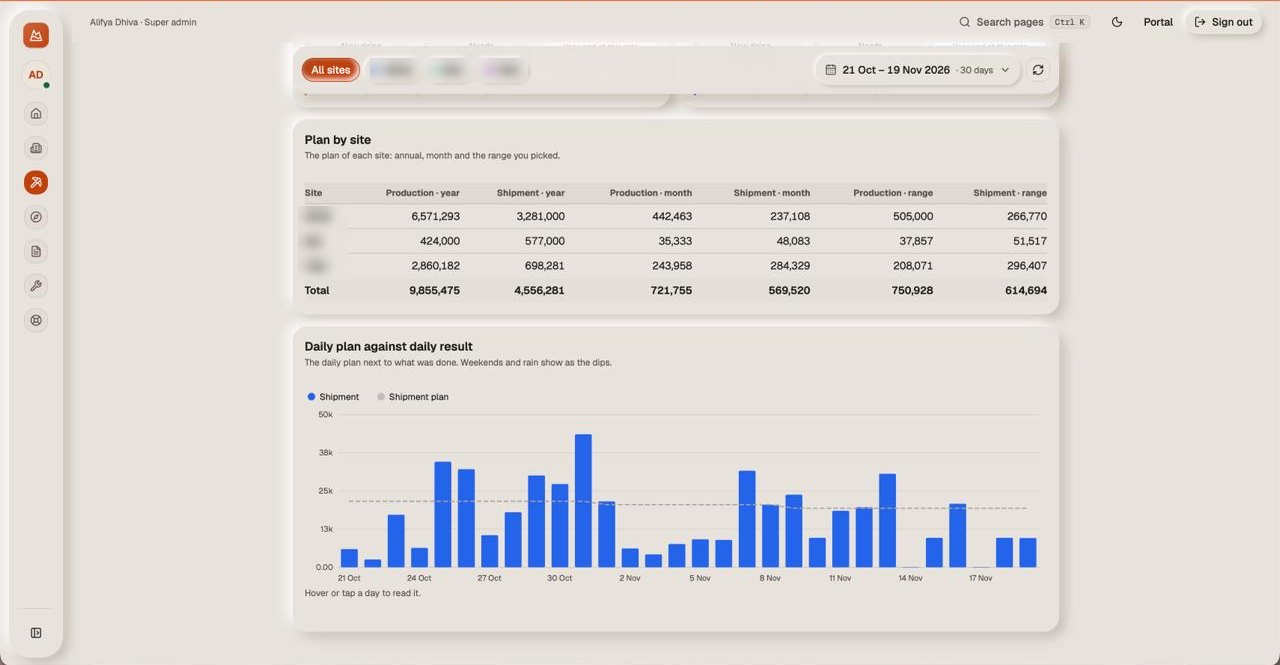 Alifya Dhiva · Super admin
Search pages Ctrl K
Portal
Sign out
AD
All sites
21 Oct – 19 Nov 2026 · 30 days
Plan by site
The plan of each site: annual, month and the range you picked.
Site Production · year Shipment · year Production · month Shipment · month Production · range Shipment · range
6,571,293 3,281,000 442,463 237,108 505,000 266,770
424,000 577,000 35,333 48,083 37,857 51,517
2,860,182 698,281 243,958 284,329 208,071 296,407
Total 9,855,475 4,556,281 721,755 569,520 750,928 614,694
Daily plan against daily result
The daily plan next to what was done. Weekends and rain show as the dips.
Shipment Shipment plan
50k
38k
25k
13k
0.00
21 Oct 24 Oct 27 Oct 30 Oct 2 Nov 5 Nov 8 Nov 11 Nov 14 Nov 17 Nov
Hover or tap a day to read it.